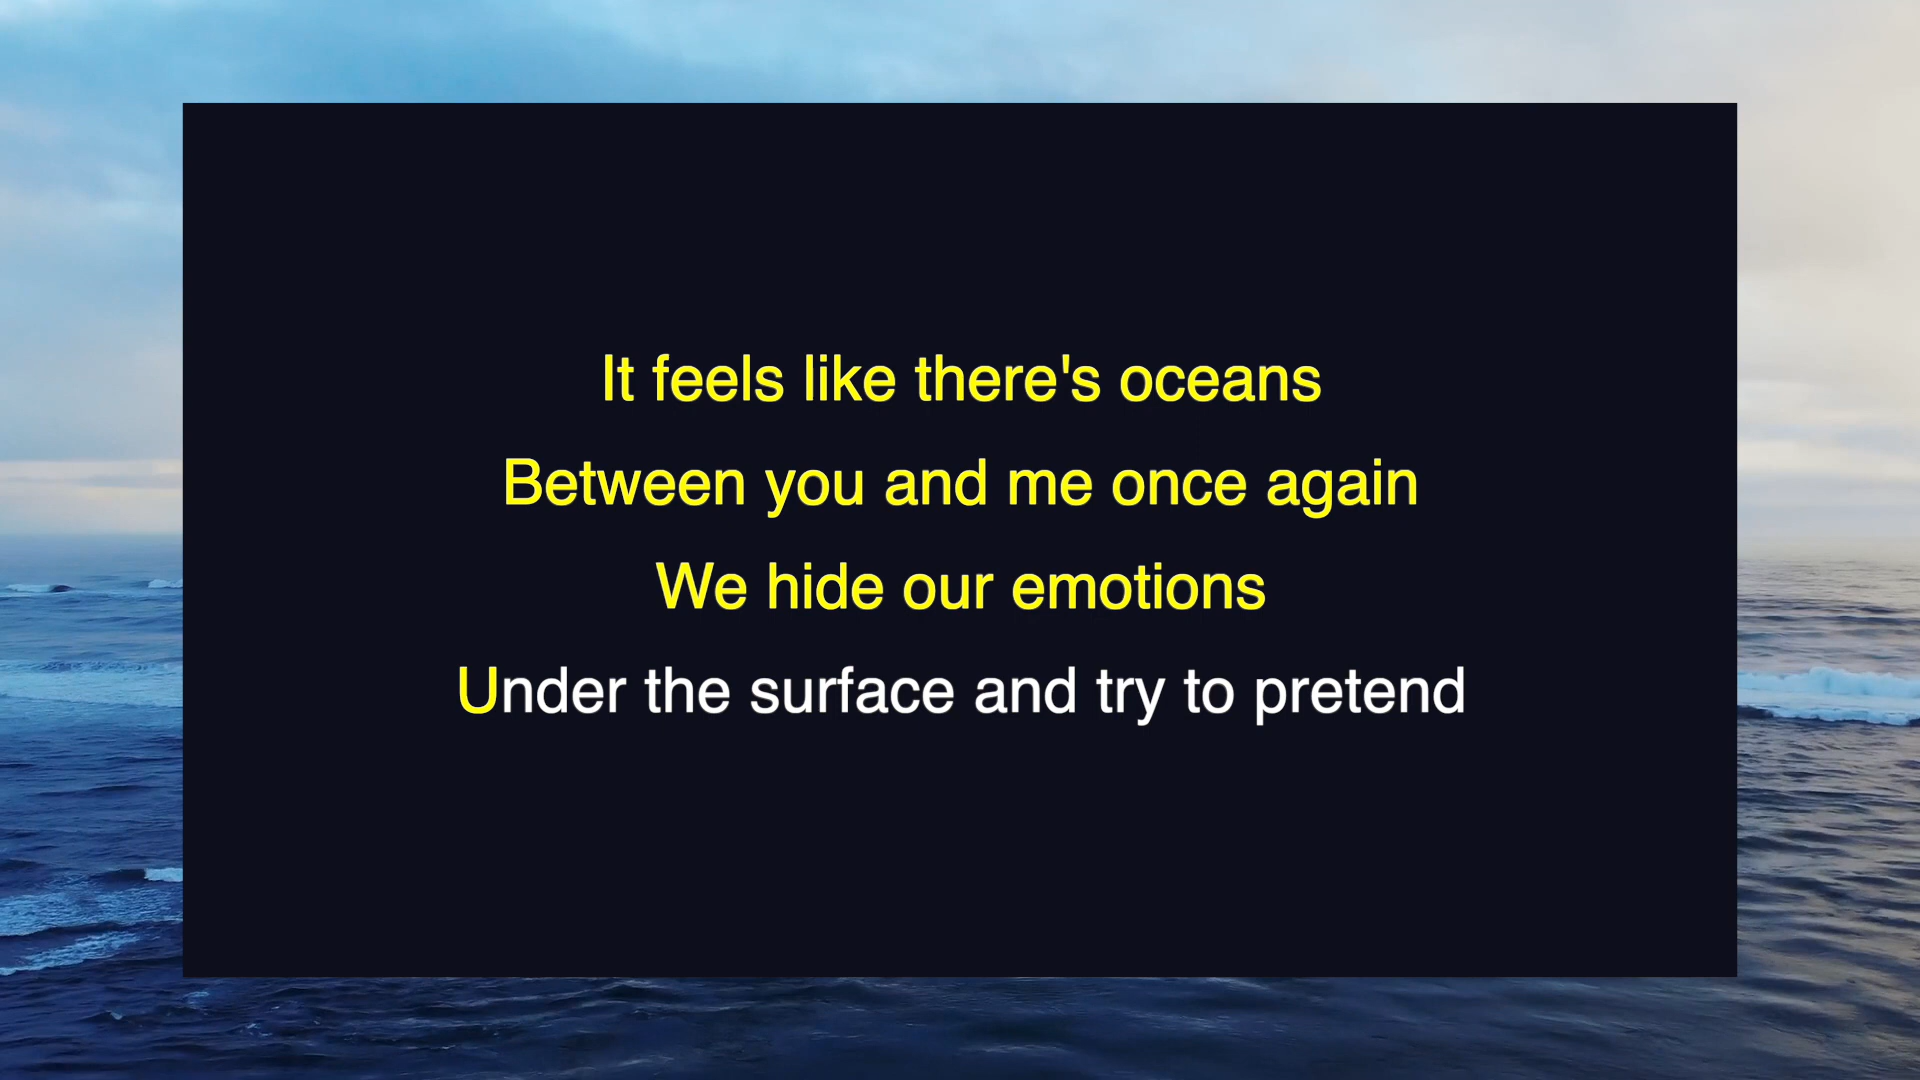 It feels like there's oceans
Between you and me once again
We hide our emotions
Under the surface and try to pretend